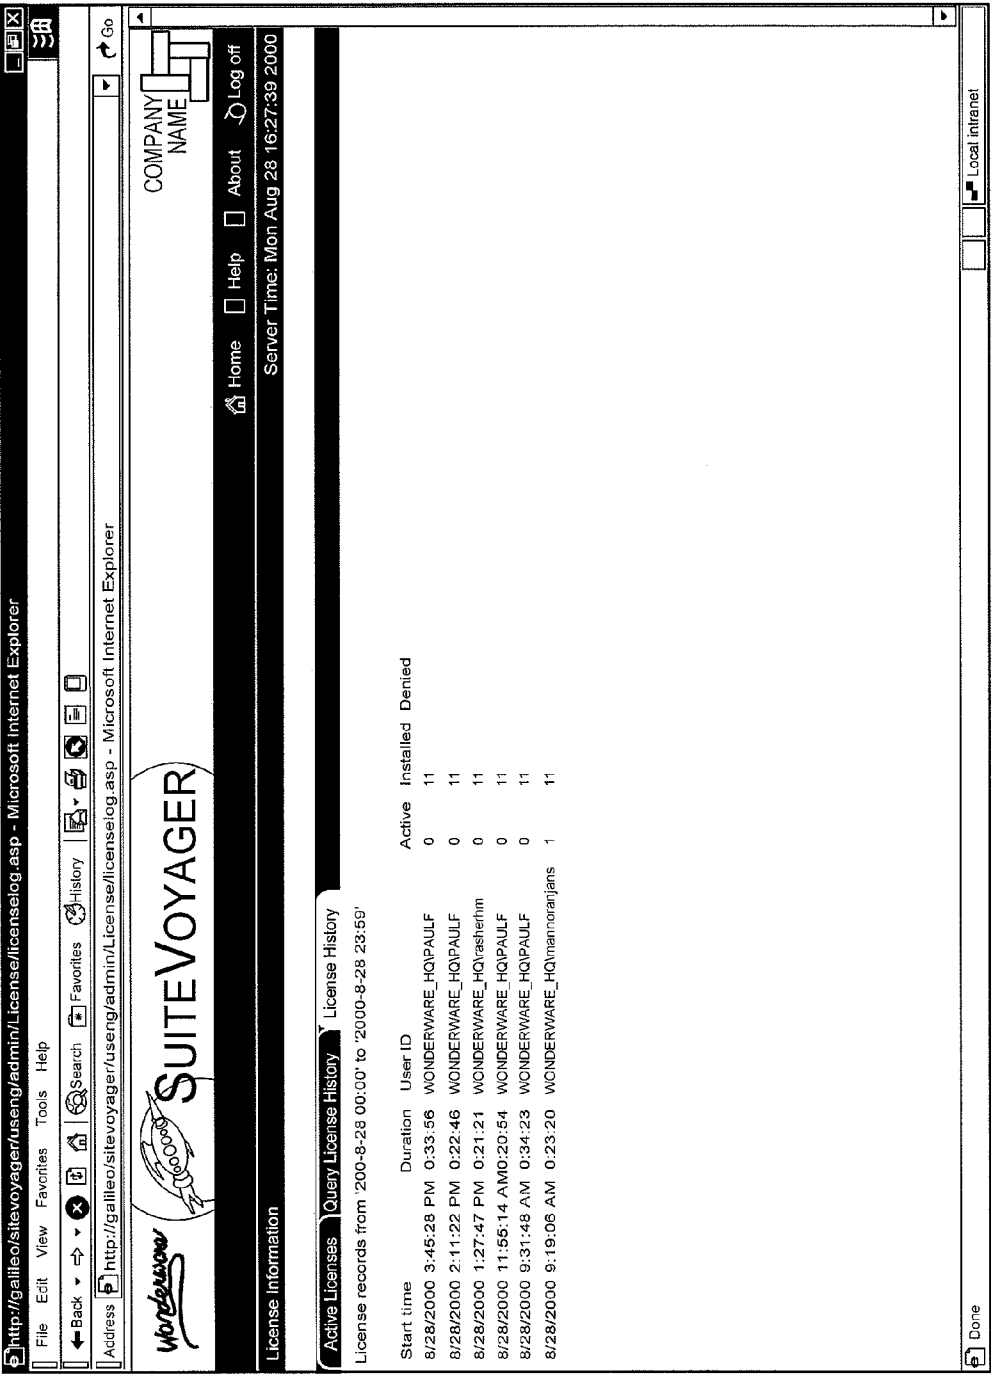 http://galileo/sitevoyager/useng/admin/License/licenselog.asp - Microsoft Internet Explorer
File Edit View Favorites Tools Help
Back Search Favorites History
Address http://galileo/sitevoyager/useng/admin/License/licenselog.asp - Microsoft Internet Explorer Go
Wonderware SUITEVOYAGER COMPANY NAME
Home Help About Log off
License Information Server Time: Mon Aug 28 16:27:39 2000
Active Licenses Query License History License History
License records from '200-8-28 00:00' to '2000-8-28 23:59'
Start time Duration User ID Active Installed Denied
8/28/2000 3:45:28 PM 0:33:56 WONDERWARE_HQ\PAULF 0 11
8/28/2000 2:11:22 PM 0:22:46 WONDERWARE_HQ\PAULF 0 11
8/28/2000 1:27:47 PM 0:21:21 WONDERWARE_HQ\rasherhm 0 11
8/28/2000 11:55:14 AM0:20:54 WONDERWARE_HQ\PAULF 0 11
8/28/2000 9:31:48 AM 0:34:23 WONDERWARE_HQ\PAULF 0 11
8/28/2000 9:19:06 AM 0:23:20 WONDERWARE_HQ\mannoranjans 1 11
Done Local intranet